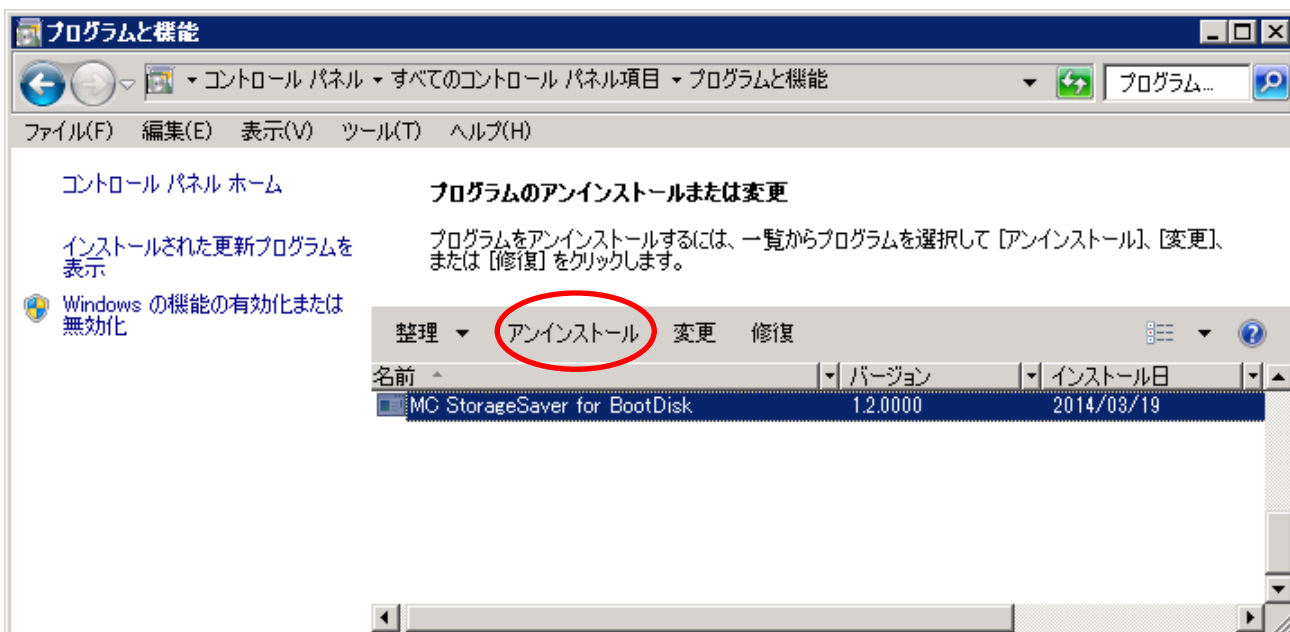 プログラムと機能
コントロール パネル すべてのコントロール パネル項目 プログラムと機能 プログラム...
ファイル(F) 編集(E) 表示(V) ツール(T) ヘルプ(H)
コントロール パネル ホーム
インストールされた更新プログラムを
表示
Windows の機能の有効化または
無効化
プログラムのアンインストールまたは変更
プログラムをアンインストールするには、一覧からプログラムを選択して [アンインストール]、[変更]、
または [修復] をクリックします。
整理 アンインストール 変更 修復
名前 バージョン インストール日
MC StorageSaver for BootDisk 1.2.0000 2014/03/19